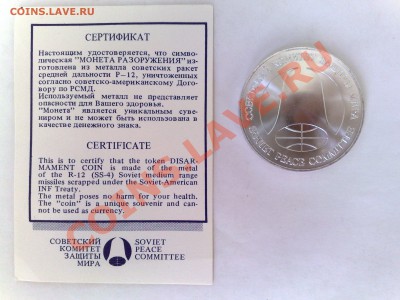 COINS.LAVE.RU
СЕРТИФИКАТ
Настоящим удостоверяется, что симво-
лическая "МОНЕТА РАЗОРУЖЕНИЯ" из-
готовлена из металла советских ракет
средней дальности Р-12, уничтоженных
согласно советско-американскому Дого-
вору по РСМД.
Используемый металл не представляет
опасности для Вашего здоровья.
"Монета" является уникальным суве-
ниром и не может быть использована в
качестве денежного знака.
CERTIFICATE
This is to certify that the token DISAR-
MAMENT COIN is made of the metal
of the R-12 (SS-4) Soviet medium range
missiles scrapped under the Soviet-American
INF Treaty.
The metal poses no harm for your health.
The "coin" is a unique souvenir and can-
not be used as currency.
СОВЕТСКИЙ
КОМИТЕТ
ЗАЩИТЫ
МИРА
SOVIET
PEACE
COMMITTEE
SOVIET PEACE COMMITTEE
COINS.LAVE.RU